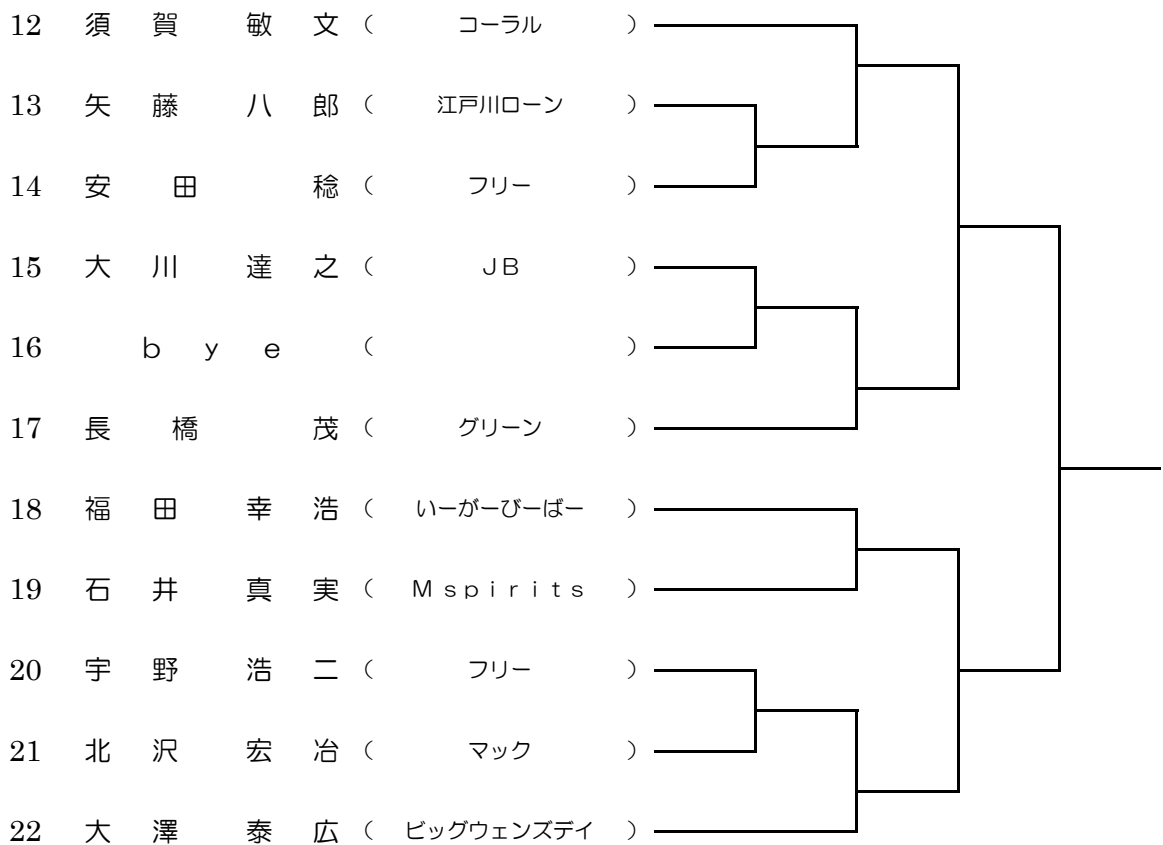 12 須賀 敏文 ( コーラル )
13 矢藤 八郎 ( 江戸川ローン )
14 安田 稔 ( フリー )
15 大川 達之 ( JB )
16 bye ( )
17 長橋 茂 ( グリーン )
18 福田 幸浩 ( いーがーびーばー )
19 石井 真実 ( Mspirits )
20 宇野 浩二 ( フリー )
21 北沢 宏冶 ( マック )
22 大澤 泰広 ( ビッグウェンズデイ )